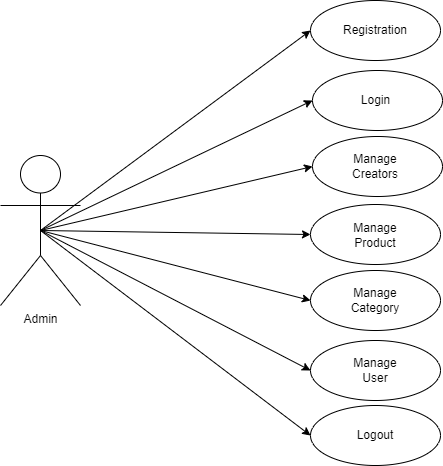 Registration
Login
Manage
Creators
Manage
Product
Manage
Category
Admin
Manage
User
Logout